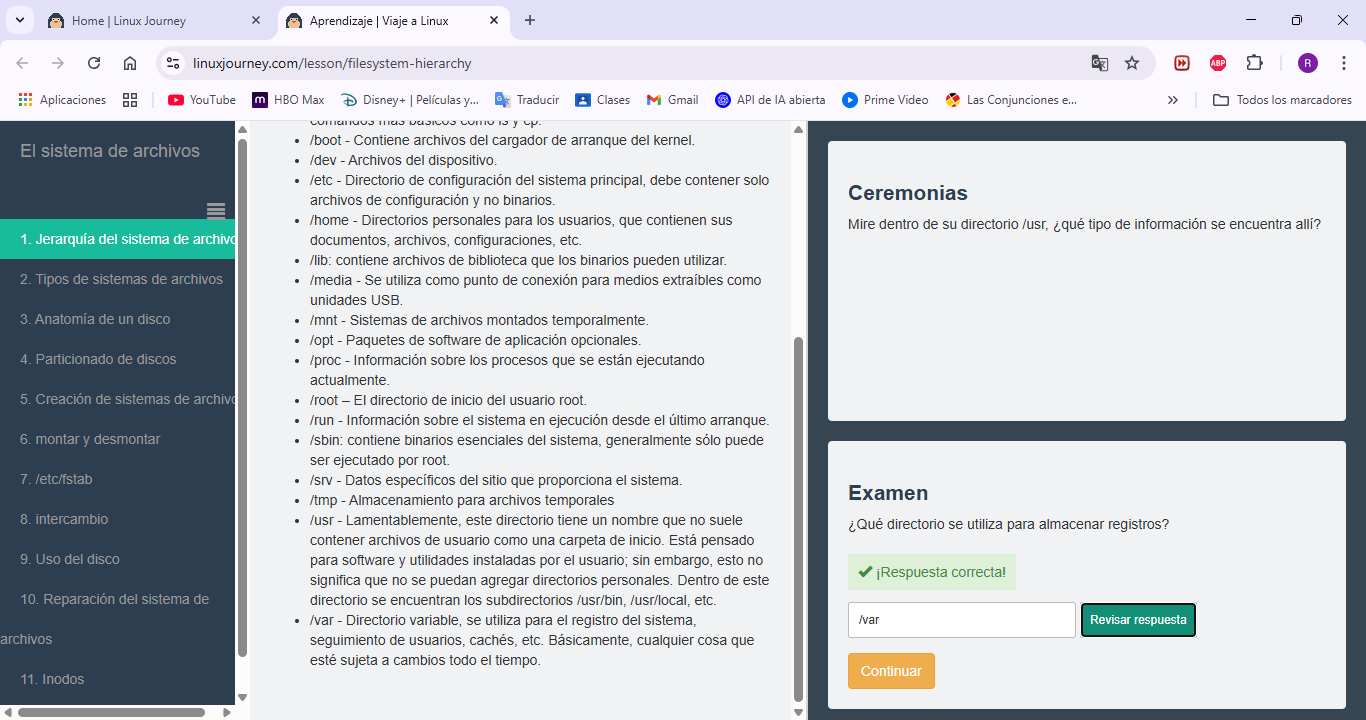 Home | Linux Journey
Aprendizaje | Viaje a Linux
linuxjourney.com/lesson/filesystem-hierarchy
ABP
R
Aplicaciones
YouTube
m HBO Max
Disney+ | Películas y...
Traducir
Clases
Gmail
API de IA abierta
Prime Video
Las Conjunciones e...
Todos los marcadores
El sistema de archivos
1. Jerarquía del sistema de archivo
2. Tipos de sistemas de archivos
3. Anatomía de un disco
4. Particionado de discos
5. Creación de sistemas de archivo
6. montar y desmontar
7. /etc/fstab
8. intercambio
9. Uso del disco
10. Reparación del sistema de
archivos
11. Inodos
comandos más básicos como ls y cp.
• /boot - Contiene archivos del cargador de arranque del kernel.
• /dev - Archivos del dispositivo.
• /etc - Directorio de configuración del sistema principal, debe contener solo
archivos de configuración y no binarios.
• /home - Directorios personales para los usuarios, que contienen sus
documentos, archivos, configuraciones, etc.
• /lib: contiene archivos de biblioteca que los binarios pueden utilizar.
• /media - Se utiliza como punto de conexión para medios extraíbles como
unidades USB.
• /mnt - Sistemas de archivos montados temporalmente.
• /opt - Paquetes de software de aplicación opcionales.
• /proc - Información sobre los procesos que se están ejecutando
actualmente.
• /root – El directorio de inicio del usuario root.
• /run - Información sobre el sistema en ejecución desde el último arranque.
• /sbin: contiene binarios esenciales del sistema, generalmente sólo puede
ser ejecutado por root.
• /srv - Datos específicos del sitio que proporciona el sistema.
• /tmp - Almacenamiento para archivos temporales
• /usr - Lamentablemente, este directorio tiene un nombre que no suele
contener archivos de usuario como una carpeta de inicio. Está pensado
para software y utilidades instaladas por el usuario; sin embargo, esto no
significa que no se puedan agregar directorios personales. Dentro de este
directorio se encuentran los subdirectorios /usr/bin, /usr/local, etc.
• /var - Directorio variable, se utiliza para el registro del sistema,
seguimiento de usuarios, cachés, etc. Básicamente, cualquier cosa que
esté sujeta a cambios todo el tiempo.
Ceremonias
Mire dentro de su directorio /usr, ¿qué tipo de información se encuentra allí?
Examen
¿Qué directorio se utiliza para almacenar registros?
✔ ¡Respuesta correcta!
/var
Revisar respuesta
Continuar